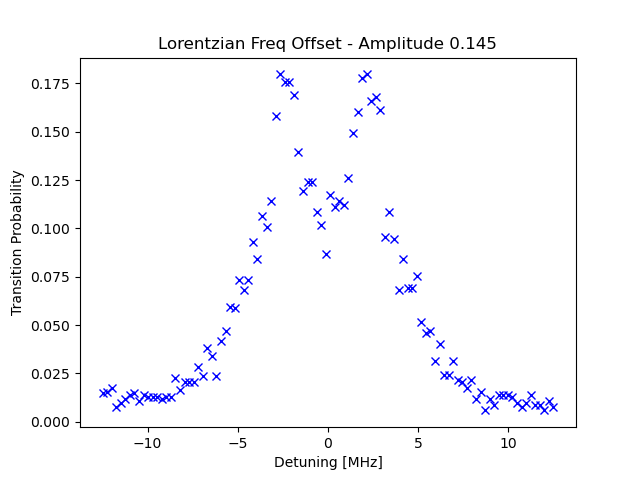 Lorentzian Freq Offset - Amplitude 0.145
Transition Probability
0.175
0.150
0.125
0.100
0.075
0.050
0.025
0.000
−10 −5 0 5 10
Detuning [MHz]